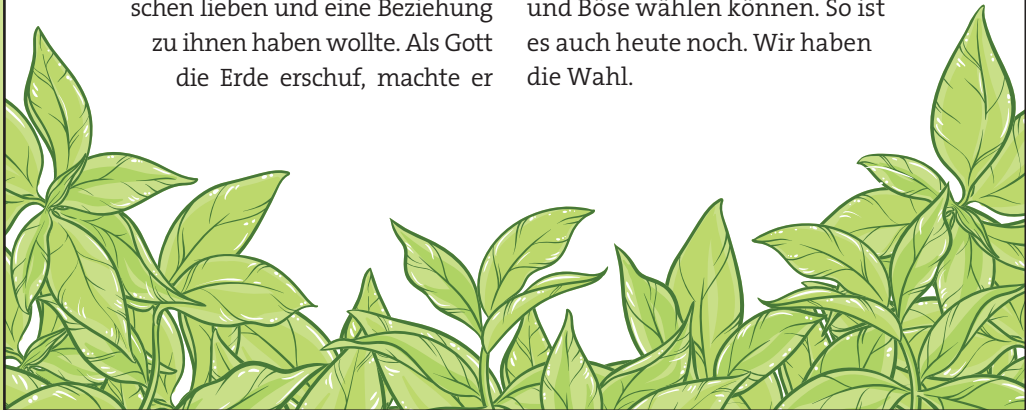 schen lieben und eine Beziehung
zu ihnen haben wollte. Als Gott
die Erde erschuf, machte er
und Böse wählen können. So ist
es auch heute noch. Wir haben
die Wahl.